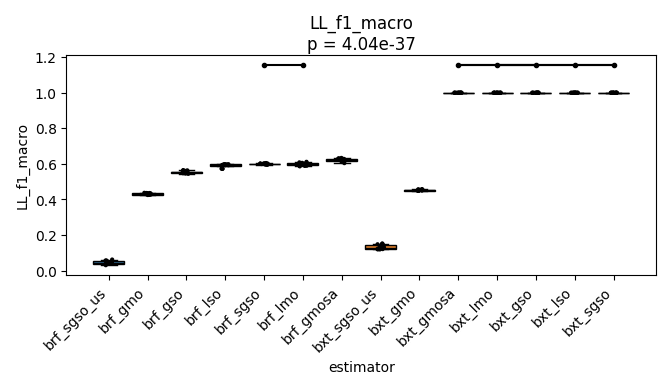 LL_f1_macro
p = 4.04e-37
1.2
1.0
0.8
0.6
0.4
0.2
0.0
LL_f1_macro
brf_sgso_us
brf_gmo
brf_gso
brf_lso
brf_sgso
brf_lmo
brf_gmosa
bxt_sgso_us
bxt_gmo
bxt_gmosa
bxt_lmo
bxt_gso
bxt_lso
bxt_sgso
estimator